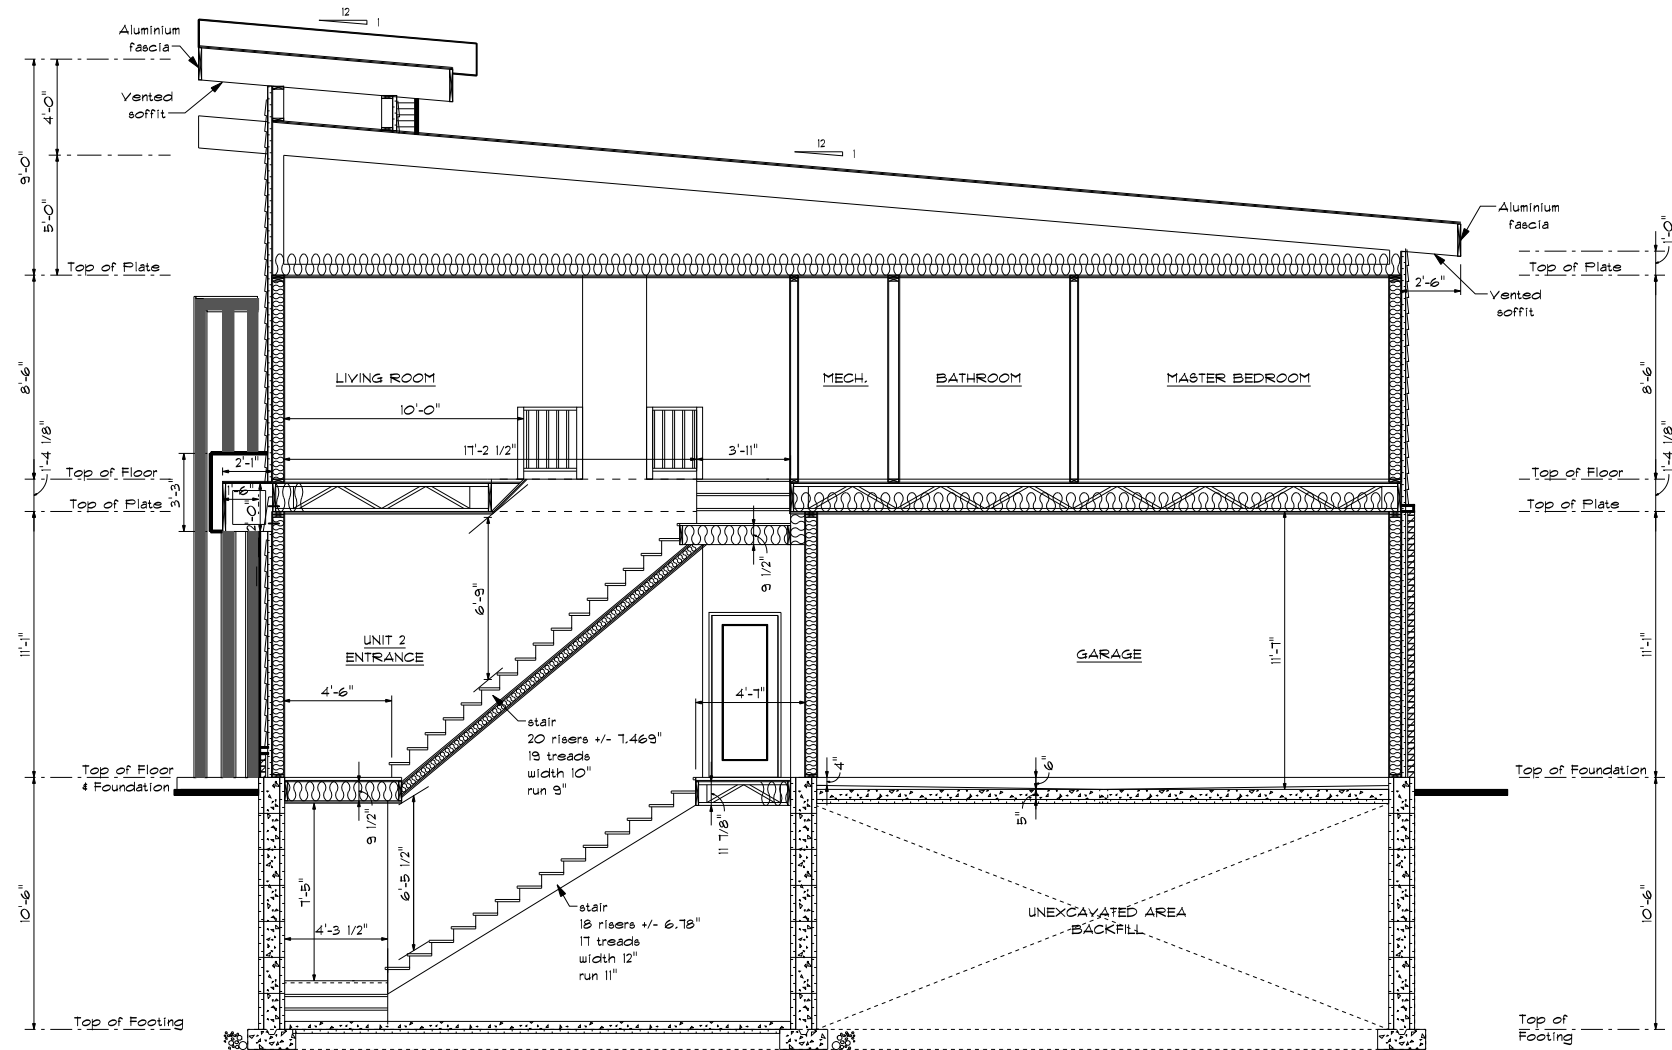 12
1
Aluminium
fascia
Vented
soffit
4'-0"
9'-0"
5'-0"
12
1
Aluminium
fascia
1'-0"
Top of Plate
Top of Plate
2'-6"
Vented
soffit
LIVING ROOM
MECH.
BATHROOM
MASTER BEDROOM
8'-6"
8'-6"
10'-0"
17'-2 1/2"
3'-11"
1'-4 1/8"
1'-4 1/8"
2'-1"
Top of Floor
Top of Floor
3'-3"
1'-6"
2'-0"
Top of Plate
Top of Plate
9 1/2"
6'-9"
UNIT 2
ENTRANCE
GARAGE
11'-7"
11'-1"
11'-1"
4'-6"
4'-7"
stair
20 risers +/- 7.469"
19 treads
width 10"
run 9"
Top of Floor
& Foundation
4"
6"
Top of Foundation
9 1/2"
11 7/8"
5"
7'-5"
6'-5 1/2"
10'-6"
10'-6"
stair
18 risers +/- 6.78"
17 treads
width 12"
run 11"
4'-3 1/2"
UNEXCAVATED AREA
BACKFILL
Top of Footing
Top of
Footing